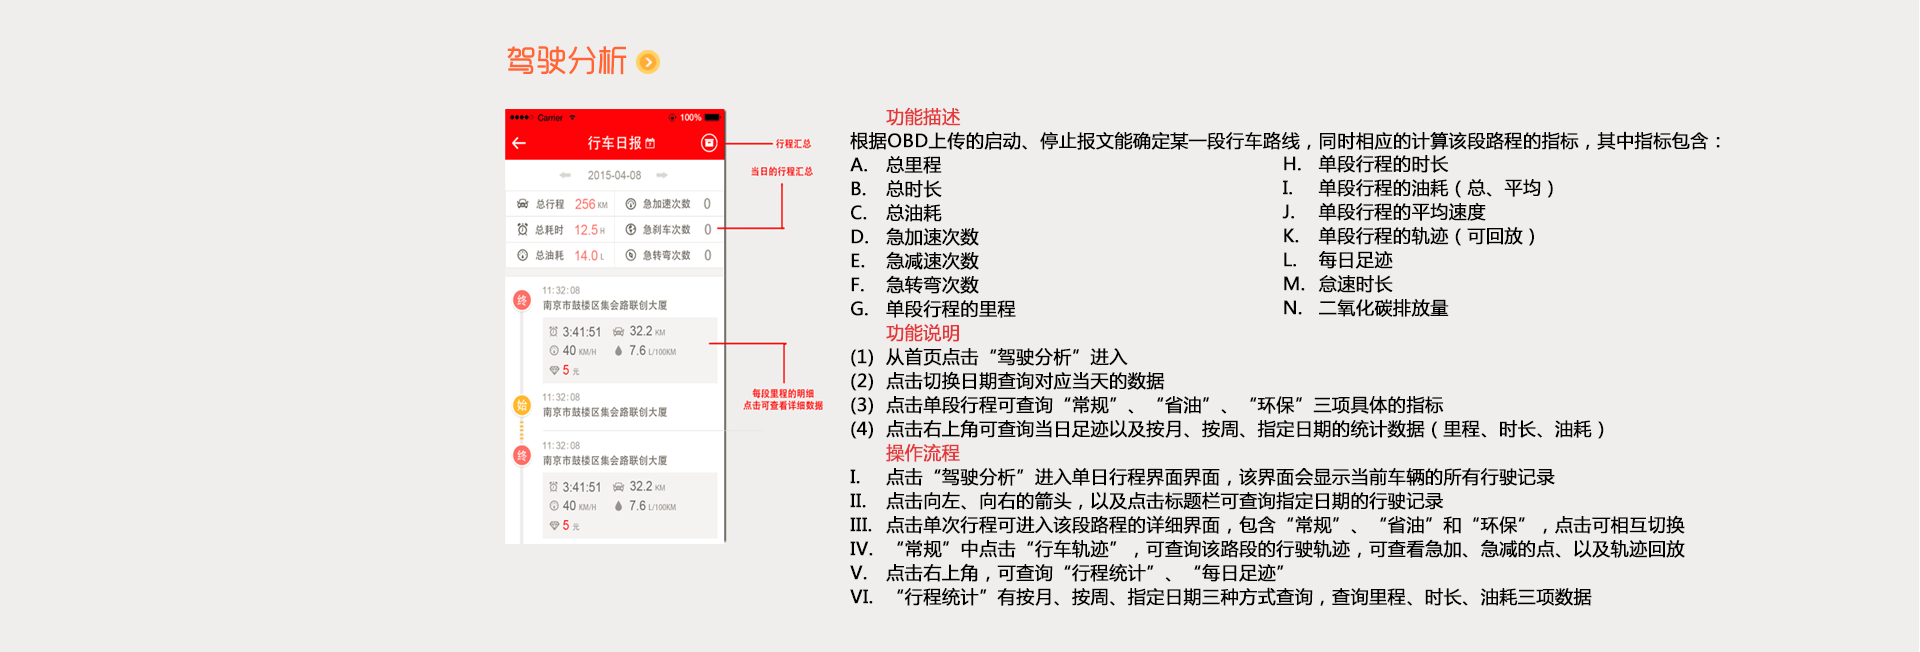 驾驶分析
Carrier 100%
行车日报
2015-04-08
总行程 256 KM 急加速次数 0
总耗时 12.5 H 急刹车次数 0
总油耗 14.0 L 急转弯次数 0
终 11:32:08
南京市鼓楼区集会路联创大厦
3:41:51 32.2 KM
40 KM/H 7.6 L/100KM
5 元
11:32:08
始 南京市鼓楼区集会路联创大厦
11:32:08
终 南京市鼓楼区集会路联创大厦
3:41:51 32.2 KM
40 KM/H 7.6 L/100KM
5 元
行程汇总
当日的行程汇总
每段里程的明细
点击可查看详细数据
功能描述
根据OBD上传的启动、停止报文能确定某一段行车路线，同时相应的计算该段路程的指标，其中指标包含：
A. 总里程
B. 总时长
C. 总油耗
D. 急加速次数
E. 急减速次数
F. 急转弯次数
G. 单段行程的里程
H. 单段行程的时长
I. 单段行程的油耗（总、平均）
J. 单段行程的平均速度
K. 单段行程的轨迹（可回放）
L. 每日足迹
M. 怠速时长
N. 二氧化碳排放量
功能说明
(1) 从首页点击“驾驶分析”进入
(2) 点击切换日期查询对应当天的数据
(3) 点击单段行程可查询“常规”、“省油”、“环保”三项具体的指标
(4) 点击右上角可查询当日足迹以及按月、按周、指定日期的统计数据（里程、时长、油耗）
操作流程
I. 点击“驾驶分析”进入单日行程界面界面，该界面会显示当前车辆的所有行驶记录
II. 点击向左、向右的箭头，以及点击标题栏可查询指定日期的行驶记录
III. 点击单次行程可进入该段路程的详细界面，包含“常规”、“省油”和“环保”，点击可相互切换
IV. “常规”中点击“行车轨迹”，可查询该路段的行驶轨迹，可查看急加、急减的点、以及轨迹回放
V. 点击右上角，可查询“行程统计”、“每日足迹”
VI. “行程统计”有按月、按周、指定日期三种方式查询，查询里程、时长、油耗三项数据